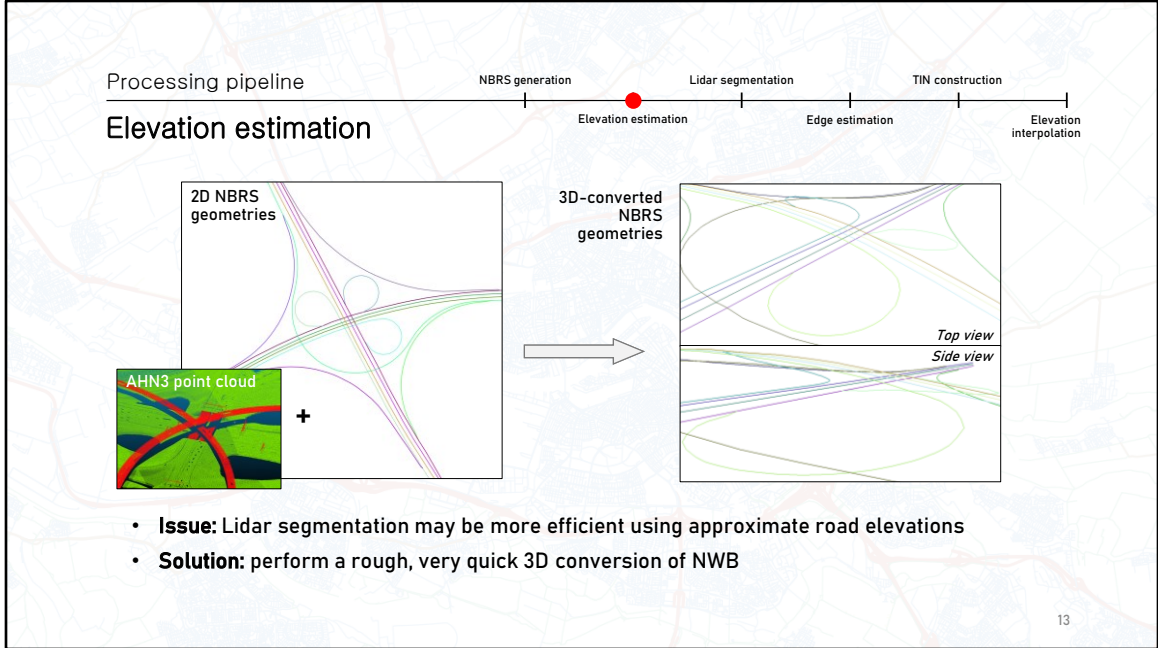 Processing pipeline
NBRS generation
Lidar segmentation
TIN construction
Elevation estimation
Elevation estimation
Edge estimation
Elevation
interpolation
2D NBRS
geometries
3D-converted
NBRS
geometries
Top view
Side view
AHN3 point cloud
+
• Issue: Lidar segmentation may be more efficient using approximate road elevations
• Solution: perform a rough, very quick 3D conversion of NWB
13